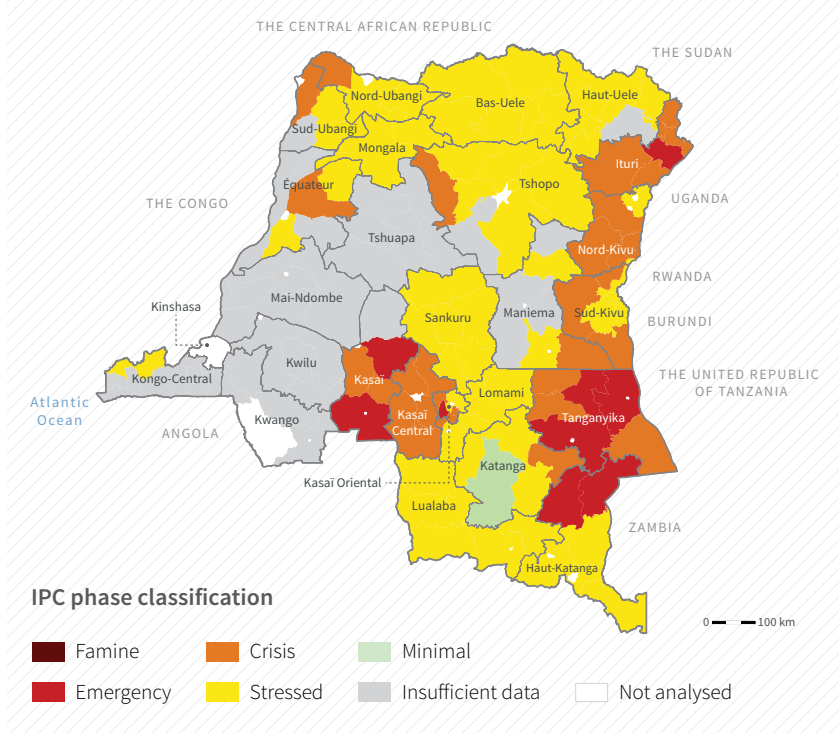 THE CENTRAL AFRICAN REPUBLIC
THE SUDAN
Nord-Ubangi
Bas-Uele
Haut-Uele
Sud-Ubangi
Mongala
Ituri
Équateur
Tshopo
UGANDA
THE CONGO
Tshuapa
Nord-Kivu
RWANDA
Mai-Ndombe
Kinshasa
Sankuru
Maniema
Sud-Kivu
BURUNDI
Kwilu
Kongo-Central
Kasaï
Lomami
THE UNITED REPUBLIC
OF TANZANIA
Atlantic
Ocean
Kwango
ANGOLA
Kasaï
Central
Tanganyika
Katanga
Kasaï Oriental
Lualaba
ZAMBIA
Haut-Katanga
IPC phase classification
0 100 km
Famine
Crisis
Minimal
Emergency
Stressed
Insufficient data
Not analysed